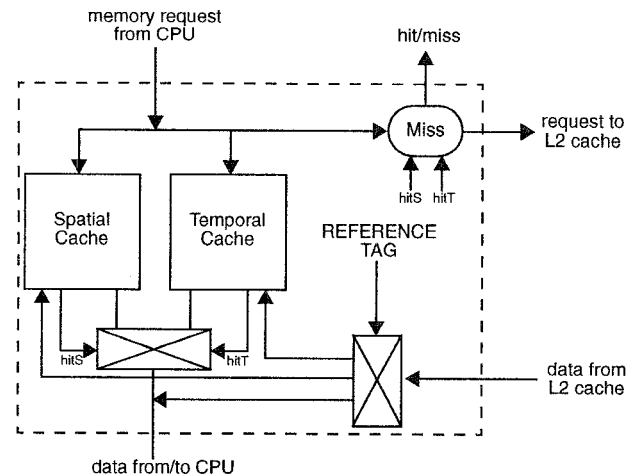 memory request
from CPU
hit/miss
Miss
request to
L2 cache
hitS
hitT
Spatial
Cache
Temporal
Cache
REFERENCE
TAG
hitS
hitT
data from
L2 cache
data from/to CPU